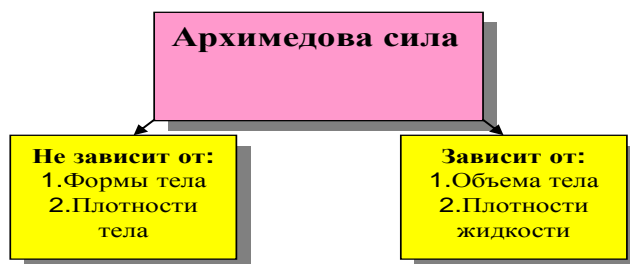 Архимедова сила
Не зависит от:
1.Формы тела
2.Плотности
тела
Зависит от:
1.Объема тела
2.Плотности
жидкости